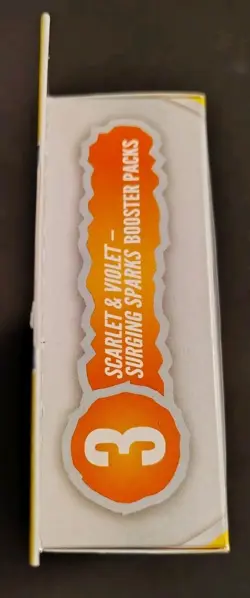 3
SCARLET & VIOLET –
SURGING SPARKS BOOSTER PACKS